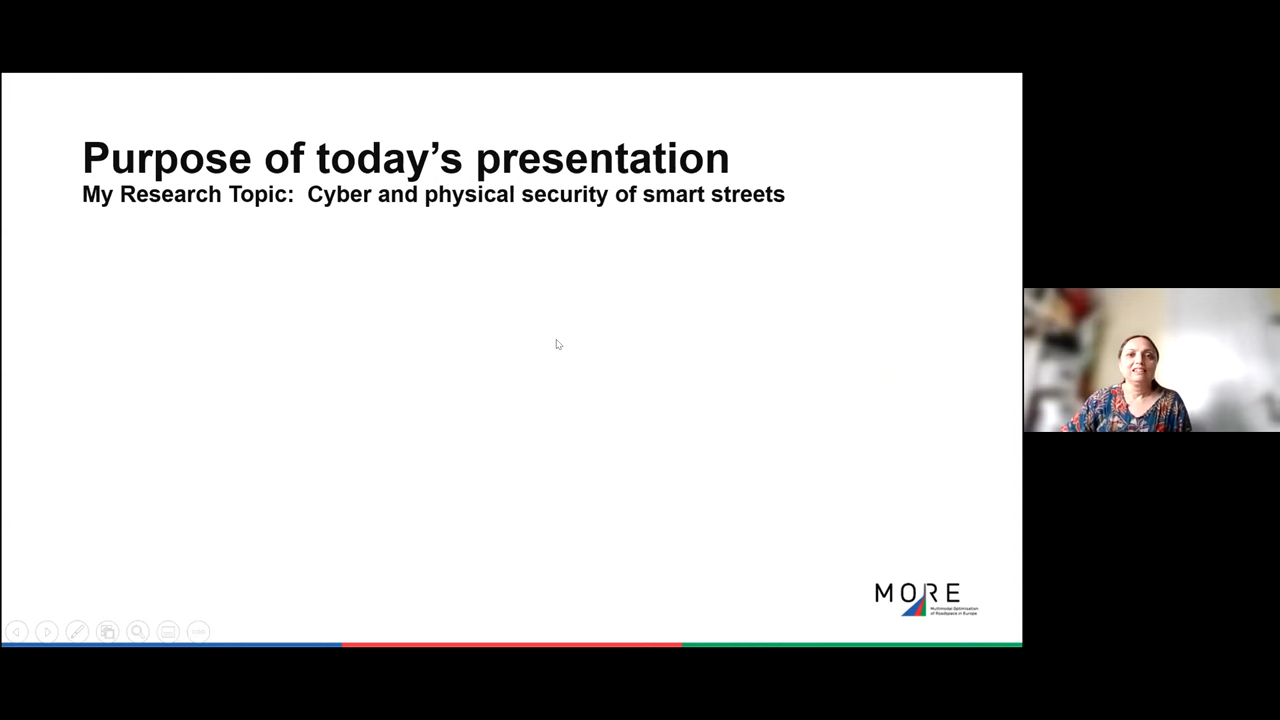 Purpose of today’s presentation
My Research Topic: Cyber and physical security of smart streets
MORE
Multimodal Optimisation
of Roadspace in Europe